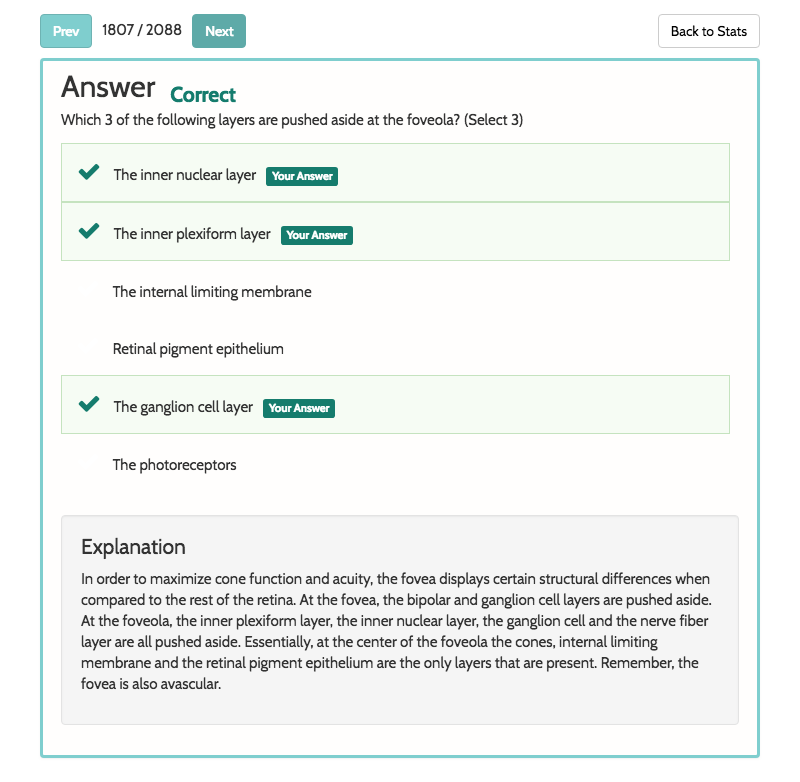 Prev 1807 / 2088 Next Back to Stats
Answer Correct
Which 3 of the following layers are pushed aside at the foveola? (Select 3)
The inner nuclear layer Your Answer
The inner plexiform layer Your Answer
The internal limiting membrane
Retinal pigment epithelium
The ganglion cell layer Your Answer
The photoreceptors
Explanation
In order to maximize cone function and acuity, the fovea displays certain structural differences when
compared to the rest of the retina. At the fovea, the bipolar and ganglion cell layers are pushed aside.
At the foveola, the inner plexiform layer, the inner nuclear layer, the ganglion cell and the nerve fiber
layer are all pushed aside. Essentially, at the center of the foveola the cones, internal limiting
membrane and the retinal pigment epithelium are the only layers that are present. Remember, the
fovea is also avascular.